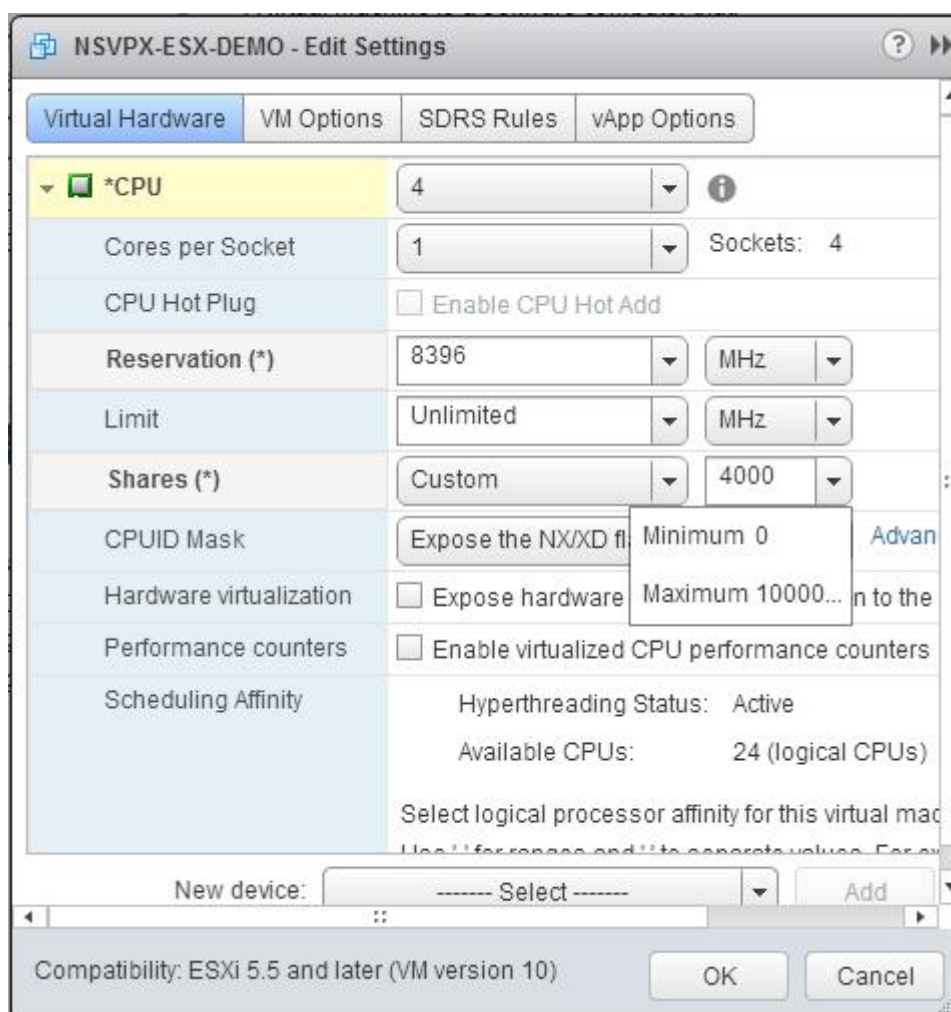 NSVPX-ESX-DEMO - Edit Settings ?
Virtual Hardware VM Options SDRS Rules vApp Options
*CPU 4
Cores per Socket 1 Sockets: 4
CPU Hot Plug Enable CPU Hot Add
Reservation (*) 8396 MHz
Limit Unlimited MHz
Shares (*) Custom 4000
Minimum 0
Maximum 10000...
CPUID Mask Expose the NX/XD fl Advan
Hardware virtualization Expose hardware n to the
Performance counters Enable virtualized CPU performance counters
Scheduling Affinity Hyperthreading Status: Active
Available CPUs: 24 (logical CPUs)
Select logical processor affinity for this virtual mac
New device: ------- Select ------- Add
Compatibility: ESXi 5.5 and later (VM version 10) OK Cancel